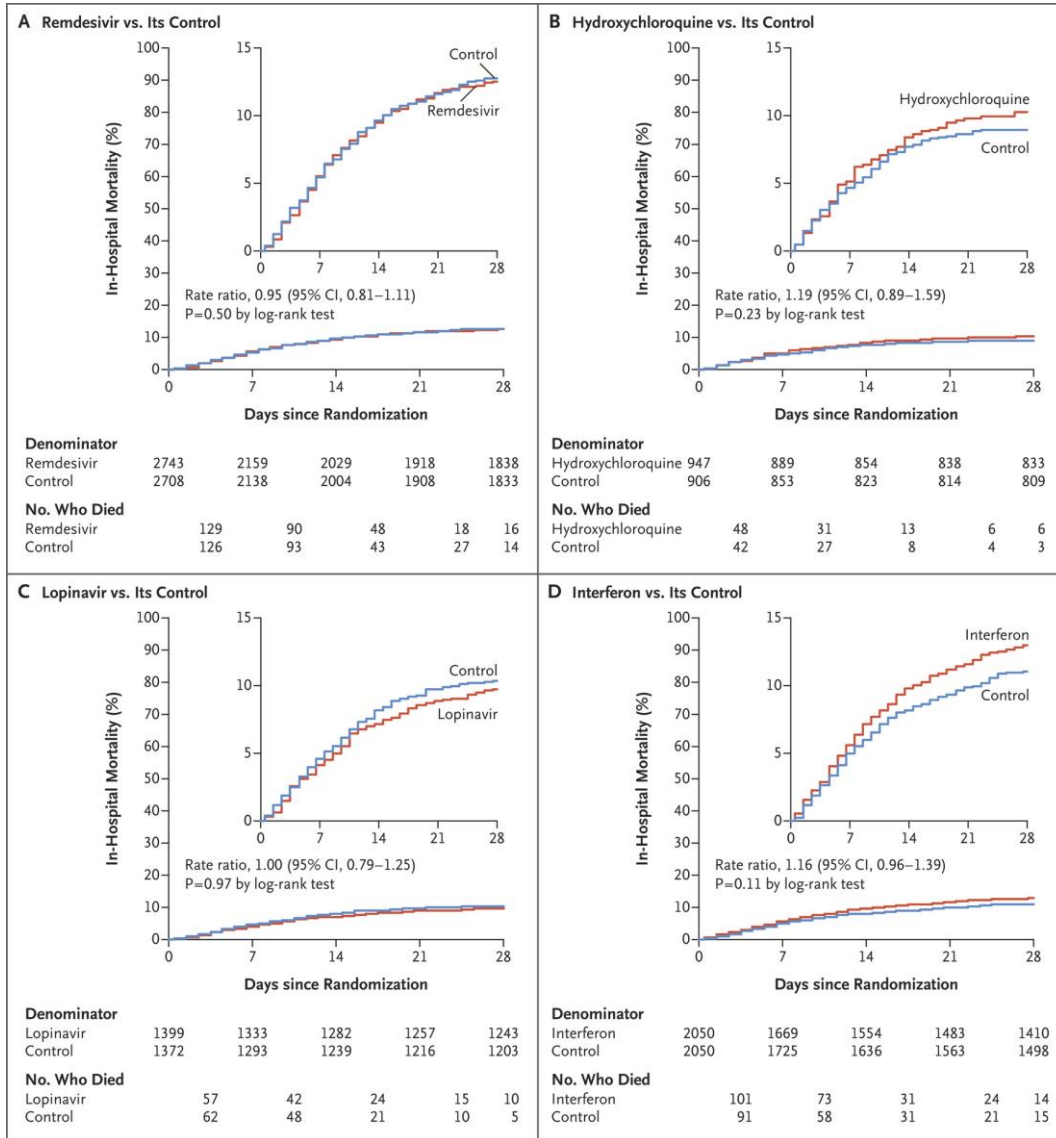 A Remdesivir vs. Its Control
In-Hospital Mortality (%)
100
90
80
70
60
50
40
30
20
10
0
15
10
5
0
Control
Remdesivir
0 7 14 21 28
Rate ratio, 0.95 (95% CI, 0.81–1.11)
P=0.50 by log-rank test
0 7 14 21 28
Days since Randomization
Denominator
Remdesivir 2743 2159 2029 1918 1838
Control 2708 2138 2004 1908 1833
No. Who Died
Remdesivir 129 90 48 18 16
Control 126 93 43 27 14
B Hydroxychloroquine vs. Its Control
In-Hospital Mortality (%)
100
90
80
70
60
50
40
30
20
10
0
15
10
5
0
Hydroxychloroquine
Control
0 7 14 21 28
Rate ratio, 1.19 (95% CI, 0.89–1.59)
P=0.23 by log-rank test
0 7 14 21 28
Days since Randomization
Denominator
Hydroxychloroquine 947 889 854 838 833
Control 906 853 823 814 809
No. Who Died
Hydroxychloroquine 48 31 13 6 6
Control 42 27 8 4 3
C Lopinavir vs. Its Control
In-Hospital Mortality (%)
100
90
80
70
60
50
40
30
20
10
0
15
10
5
0
Control
Lopinavir
0 7 14 21 28
Rate ratio, 1.00 (95% CI, 0.79–1.25)
P=0.97 by log-rank test
0 7 14 21 28
Days since Randomization
Denominator
Lopinavir 1399 1333 1282 1257 1243
Control 1372 1293 1239 1216 1203
No. Who Died
Lopinavir 57 42 24 15 10
Control 62 48 21 10 5
D Interferon vs. Its Control
In-Hospital Mortality (%)
100
90
80
70
60
50
40
30
20
10
0
15
10
5
0
Interferon
Control
0 7 14 21 28
Rate ratio, 1.16 (95% CI, 0.96–1.39)
P=0.11 by log-rank test
0 7 14 21 28
Days since Randomization
Denominator
Interferon 2050 1669 1554 1483 1410
Control 2050 1725 1636 1563 1498
No. Who Died
Interferon 101 73 31 24 14
Control 91 58 31 21 15